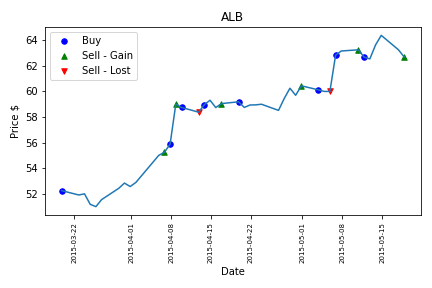 ALB
Buy
Sell - Gain
Sell - Lost
Price $
64
62
60
58
56
54
52
2015-03-22
2015-04-01
2015-04-08
2015-04-15
2015-04-22
2015-05-01
2015-05-08
2015-05-15
Date